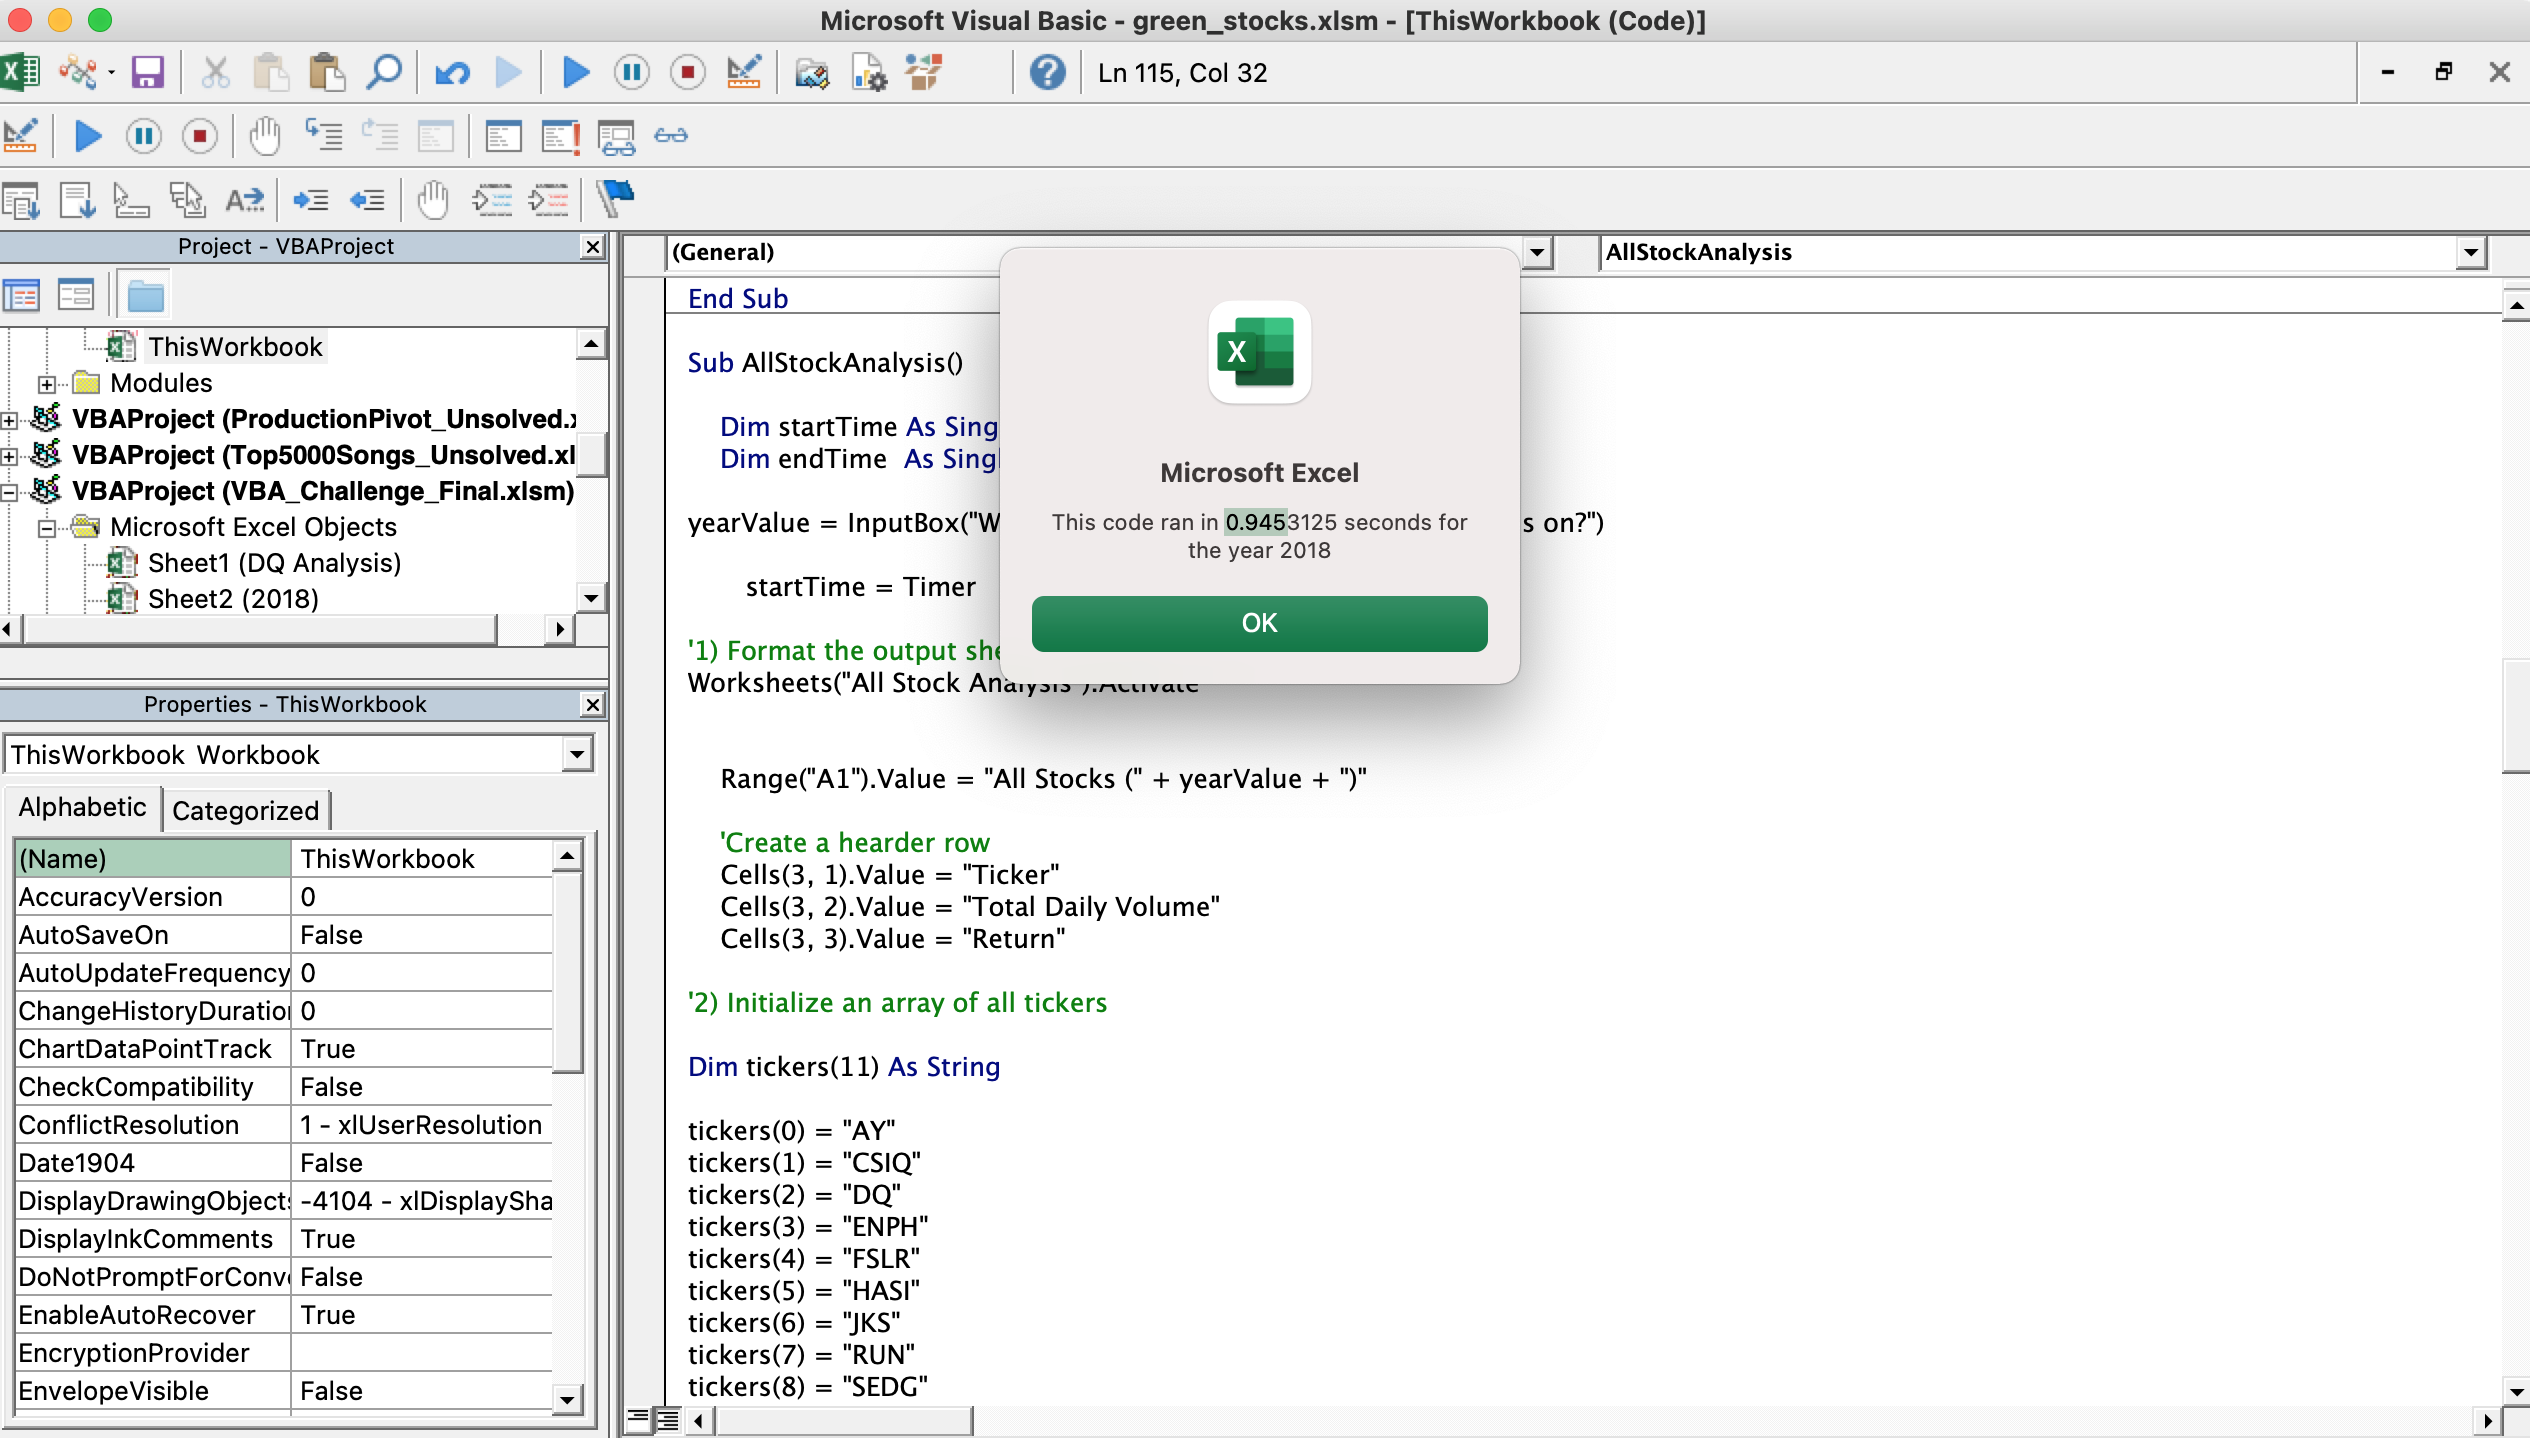 Microsoft Visual Basic - green_stocks.xlsm - [ThisWorkbook (Code)]
Ln 115, Col 32
Project - VBAProject
ThisWorkbook
Modules
VBAProject (ProductionPivot_Unsolved.x
VBAProject (Top5000Songs_Unsolved.xl
VBAProject (VBA_Challenge_Final.xlsm)
Microsoft Excel Objects
Sheet1 (DQ Analysis)
Sheet2 (2018)
Properties - ThisWorkbook
ThisWorkbook Workbook
Alphabetic Categorized
(Name) ThisWorkbook
AccuracyVersion 0
AutoSaveOn False
AutoUpdateFrequency 0
ChangeHistoryDuration 0
ChartDataPointTrack True
CheckCompatibility False
ConflictResolution 1 - xlUserResolution
Date1904 False
DisplayDrawingObjects -4104 - xlDisplaySha
DisplayInkComments True
DoNotPromptForConve False
EnableAutoRecover True
EncryptionProvider
EnvelopeVisible False
(General) AllStockAnalysis
End Sub
Sub AllStockAnalysis()
Dim startTime As Sing
Dim endTime  As Singl
yearValue = InputBox("W s on?")
startTime = Timer
'1) Format the output she
Worksheets("All Stock Analysis").Activate
Range("A1").Value = "All Stocks (" + yearValue + ")"
'Create a hearder row
Cells(3, 1).Value = "Ticker"
Cells(3, 2).Value = "Total Daily Volume"
Cells(3, 3).Value = "Return"
'2) Initialize an array of all tickers
Dim tickers(11) As String
tickers(0) = "AY"
tickers(1) = "CSIQ"
tickers(2) = "DQ"
tickers(3) = "ENPH"
tickers(4) = "FSLR"
tickers(5) = "HASI"
tickers(6) = "JKS"
tickers(7) = "RUN"
tickers(8) = "SEDG"
Microsoft Excel
This code ran in 0.9453125 seconds for
the year 2018
OK